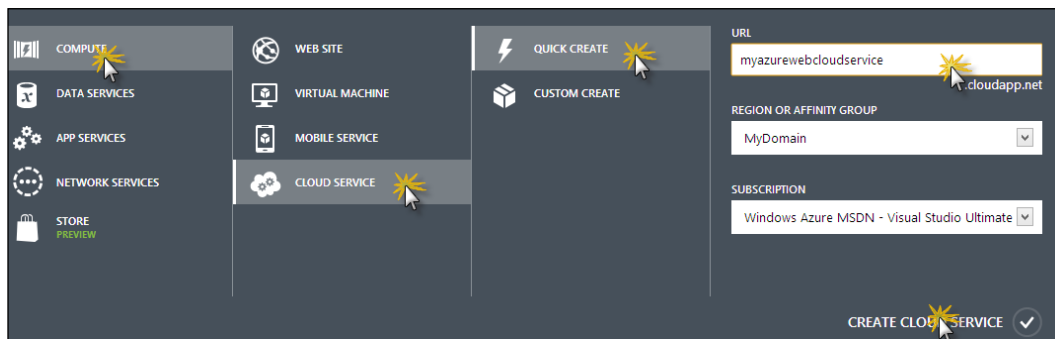 COMPUTE
DATA SERVICES
APP SERVICES
NETWORK SERVICES
STORE
PREVIEW
WEB SITE
VIRTUAL MACHINE
MOBILE SERVICE
CLOUD SERVICE
QUICK CREATE
CUSTOM CREATE
URL
myazurewebcloudservice
.cloudapp.net
REGION OR AFFINITY GROUP
MyDomain
SUBSCRIPTION
Windows Azure MSDN - Visual Studio Ultimate
CREATE CLOUD SERVICE